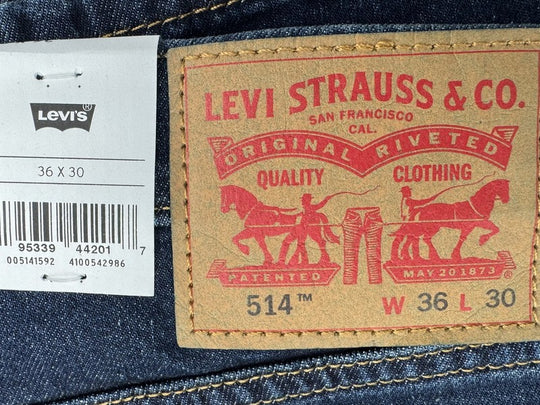 LEVI'S®
36 X 30
95339 44201 7
005141592 4100542986
LEVI STRAUSS & CO.
SAN FRANCISCO
CAL.
ORIGINAL RIVETED
QUALITY CLOTHING
PATENTED MAY 20 1873
514™ W 36 L 30